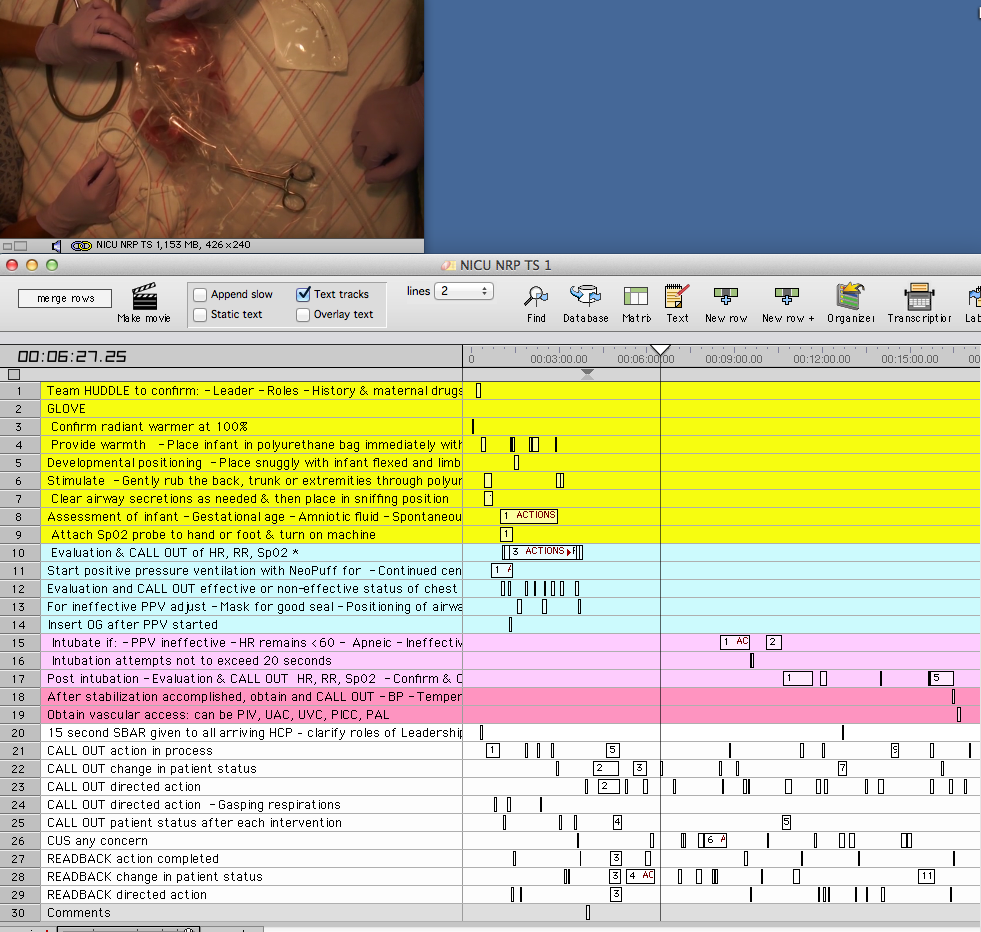 NICU NRP TS 1,153 MB, 426x240
NICU NRP TS 1
merge rows
Make movie
Append slow
Text tracks
Static text
Overlay text
lines 2
Find
Database
Matrix
Text
New row
New row +
Organizer
Transcription
Lab
00:06:27.25
0 00:03:00.00 00:06:00.00 00:09:00.00 00:12:00.00 00:15:00.00 00
1 Team HUDDLE to confirm: -Leader -Roles -History & maternal drugs
2 GLOVE
3 Confirm radiant warmer at 100%
4 Provide warmth -Place infant in polyurethane bag immediately with
5 Developmental positioning -Place snuggly with infant flexed and limb
6 Stimulate -Gently rub the back, trunk or extremities through polyur
7 Clear airway secretions as needed & then place in sniffing position
8 Assessment of infant -Gestational age -Amniotic fluid -Spontaneou 1 ACTIONS
9 Attach SpO2 probe to hand or foot & turn on machine 1
10 Evaluation & CALL OUT of HR, RR, SpO2 * 3 ACTIONS
11 Start positive pressure ventilation with NeoPuff for -Continued cen 1
12 Evaluation and CALL OUT effective or non-effective status of chest
13 For ineffective PPV adjust -Mask for good seal -Positioning of airwa
14 Insert OG after PPV started
15 Intubate if: -PPV ineffective -HR remains <60 - Apneic -Ineffectiv 1 AC 2
16 Intubation attempts not to exceed 20 seconds
17 Post intubation -Evaluation & CALL OUT HR, RR, SpO2 -Confirm & C 1 5
18 After stabilization accomplished, obtain and CALL OUT -BP -Temper
19 Obtain vascular access: can be PIV, UAC, UVC, PICC, PAL
20 15 second SBAR given to all arriving HCP - clarify roles of Leadership
21 CALL OUT action in process 1 5 9
22 CALL OUT change in patient status 2 3 7
23 CALL OUT directed action 2
24 CALL OUT directed action -Gasping respirations
25 CALL OUT patient status after each intervention 4 5
26 CUS any concern 6 A
27 READBACK action completed 3
28 READBACK change in patient status 3 4 AC 11
29 READBACK directed action 3
30 Comments